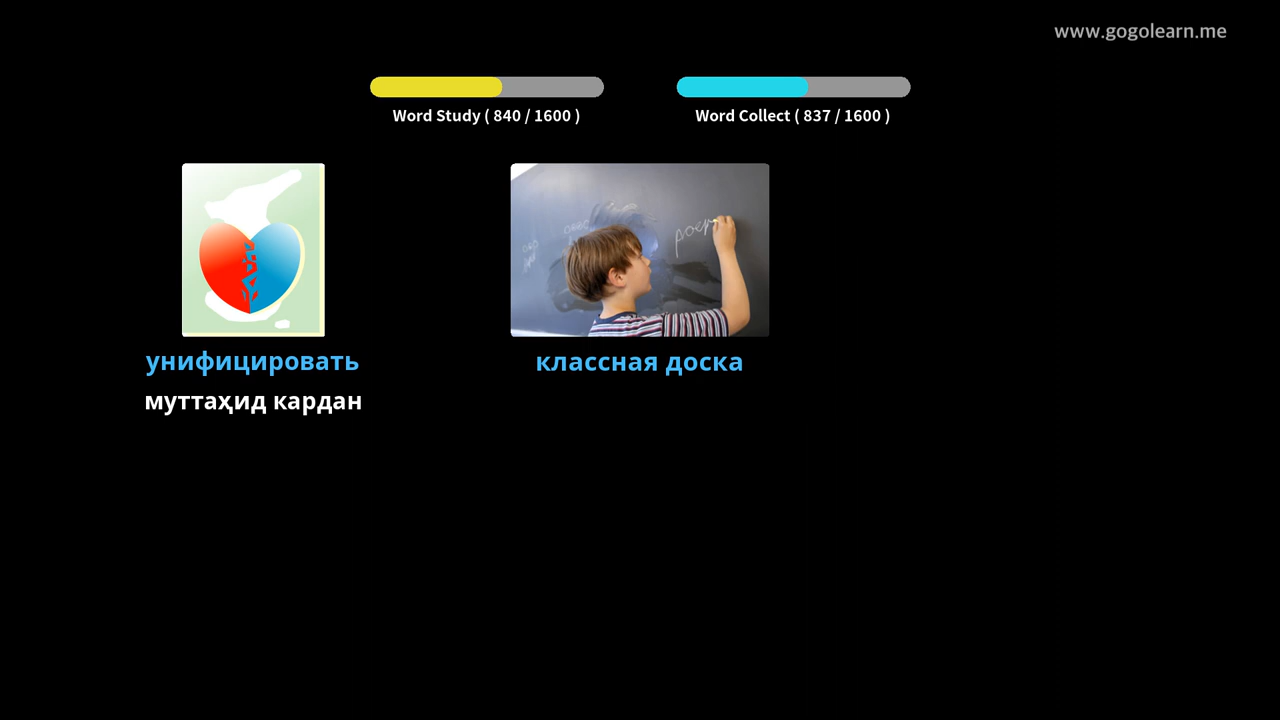 www.gogolearn.me
Word Study ( 840 / 1600 )
Word Collect ( 837 / 1600 )
унифицировать
классная доска
муттаҳид кардан